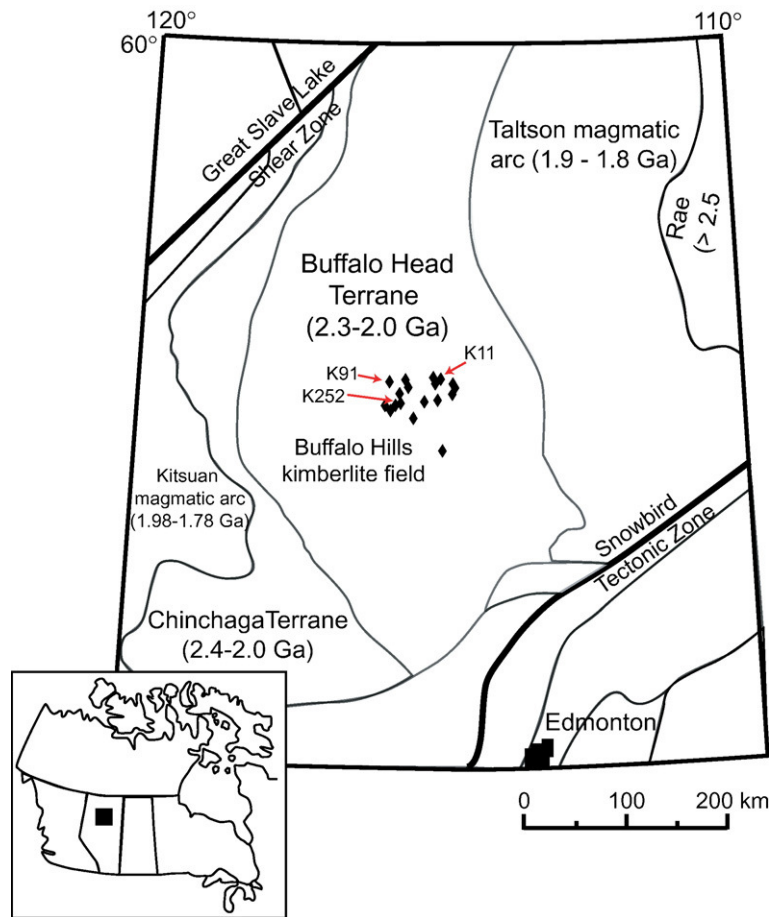 120°
110°
60°
Great Slave Lake
Shear Zone
Taltson magmatic
arc (1.9 - 1.8 Ga)
Rae
(> 2.5
Buffalo Head
Terrane
(2.3-2.0 Ga)
K11
K91
K252
Buffalo Hills
kimberlite field
Kitsuan
magmatic arc
(1.98-1.78 Ga)
Snowbird
Tectonic Zone
ChinchagaTerrane
(2.4-2.0 Ga)
Edmonton
0 100 200 km